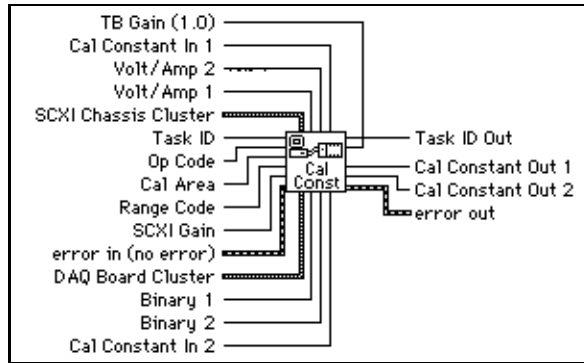 TB Gain (1.0)
Cal Constant In 1
Volt/Amp 2
Volt/Amp 1
SCXI Chassis Cluster
Task ID
Op Code
Cal Area
Range Code
SCXI Gain
error in (no error)
DAQ Board Cluster
Binary 1
Binary 2
Cal Constant In 2
Cal
Const
Task ID Out
Cal Constant Out 1
Cal Constant Out 2
error out